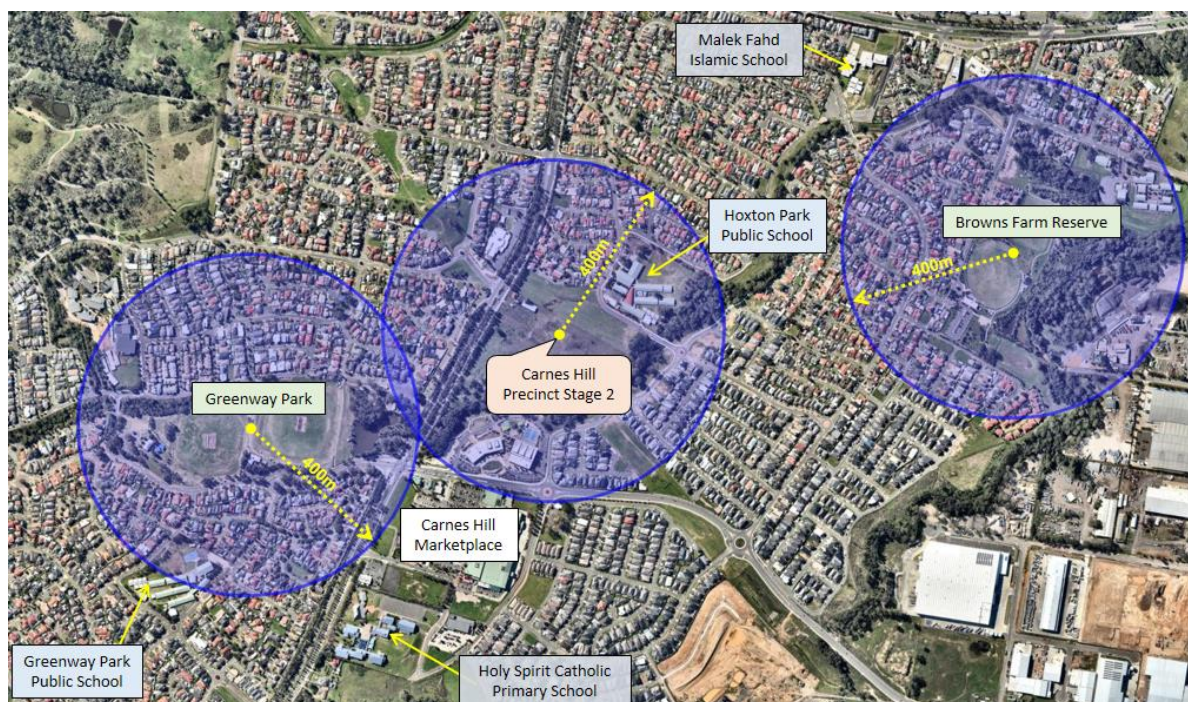 Malek Fahd
Islamic School
Hoxton Park
Public School
Browns Farm Reserve
400m
400m
Carnes Hill
Precinct Stage 2
Greenway Park
400m
Carnes Hill
Marketplace
Greenway Park
Public School
Holy Spirit Catholic
Primary School